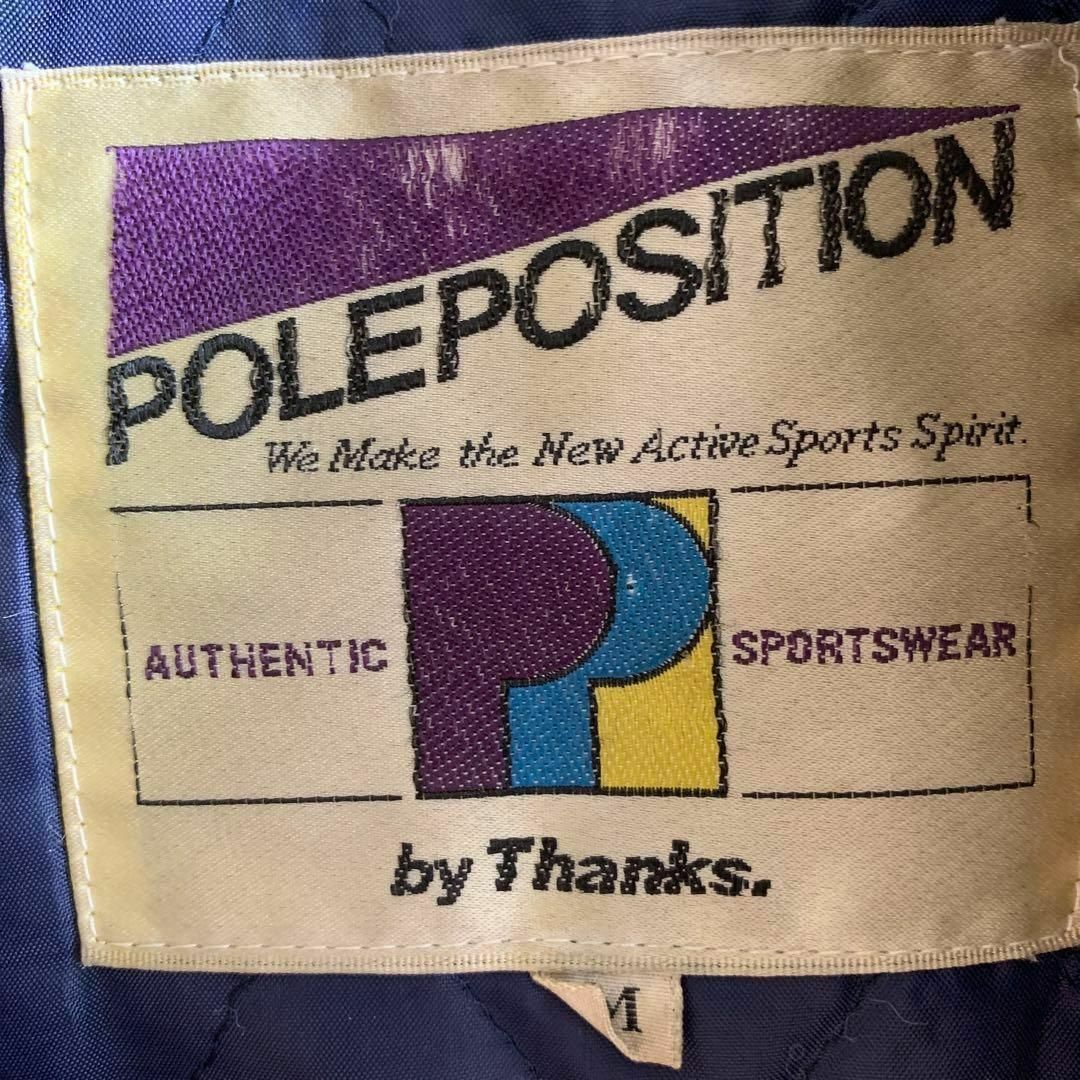 POLEPOSITION
We Make the New Active Sports Spirit.
AUTHENTIC SPORTSWEAR
by Thanks.
M